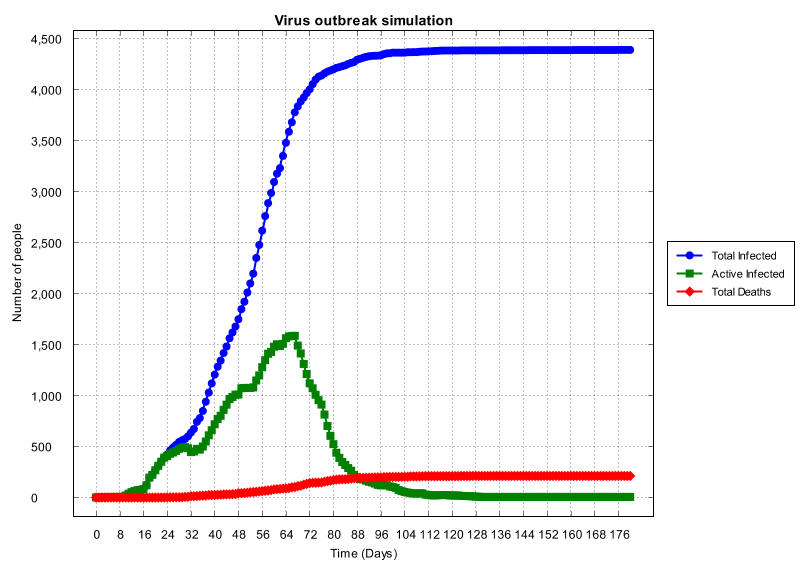 Virus outbreak simulation
4,500
4,000
3,500
3,000
2,500
2,000
1,500
1,000
500
0
Number of people
0 8 16 24 32 40 48 56 64 72 80 88 96 104 112 120 128 136 144 152 160 168 176
Time (Days)
Total Infected
Active Infected
Total Deaths